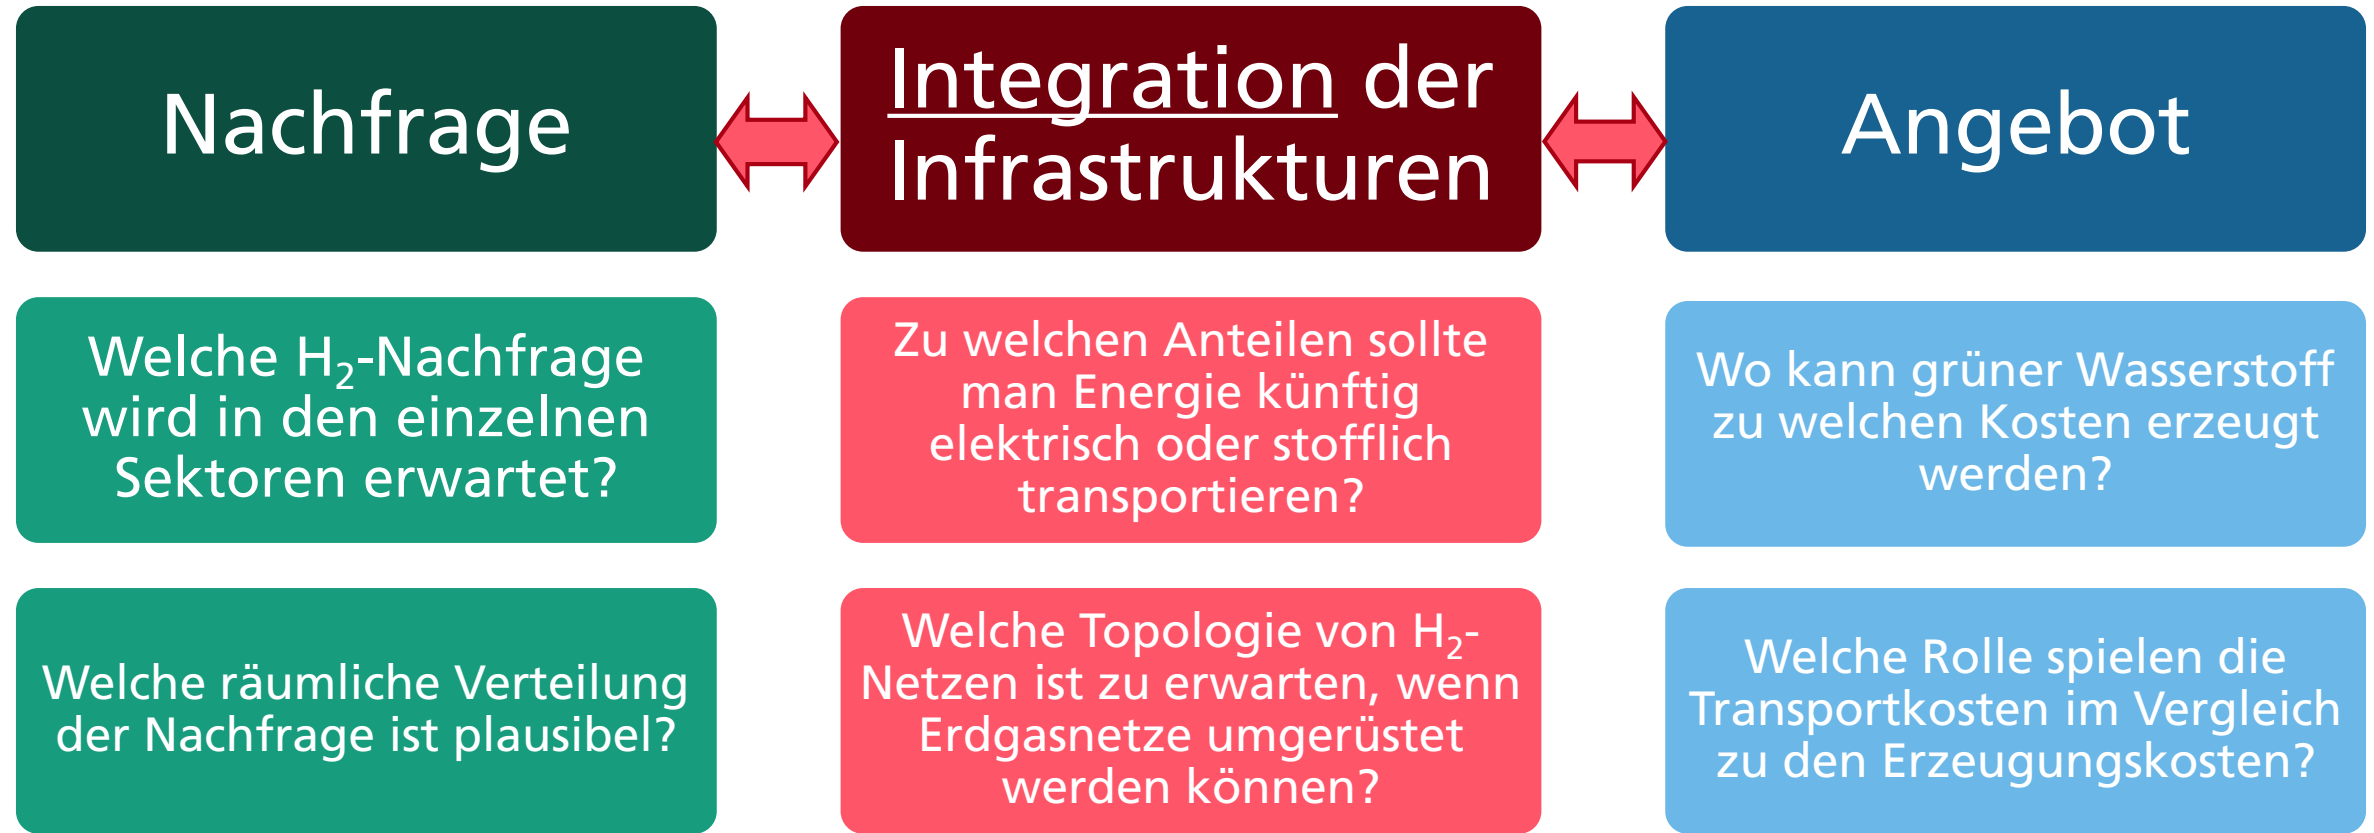 Nachfrage
Integration der
Infrastrukturen
Angebot
Welche H₂-Nachfrage
wird in den einzelnen
Sektoren erwartet?
Zu welchen Anteilen sollte
man Energie künftig
elektrisch oder stofflich
transportieren?
Wo kann grüner Wasserstoff
zu welchen Kosten erzeugt
werden?
Welche räumliche Verteilung
der Nachfrage ist plausibel?
Welche Topologie von H₂-
Netzen ist zu erwarten, wenn
Erdgasnetze umgerüstet
werden können?
Welche Rolle spielen die
Transportkosten im Vergleich
zu den Erzeugungskosten?